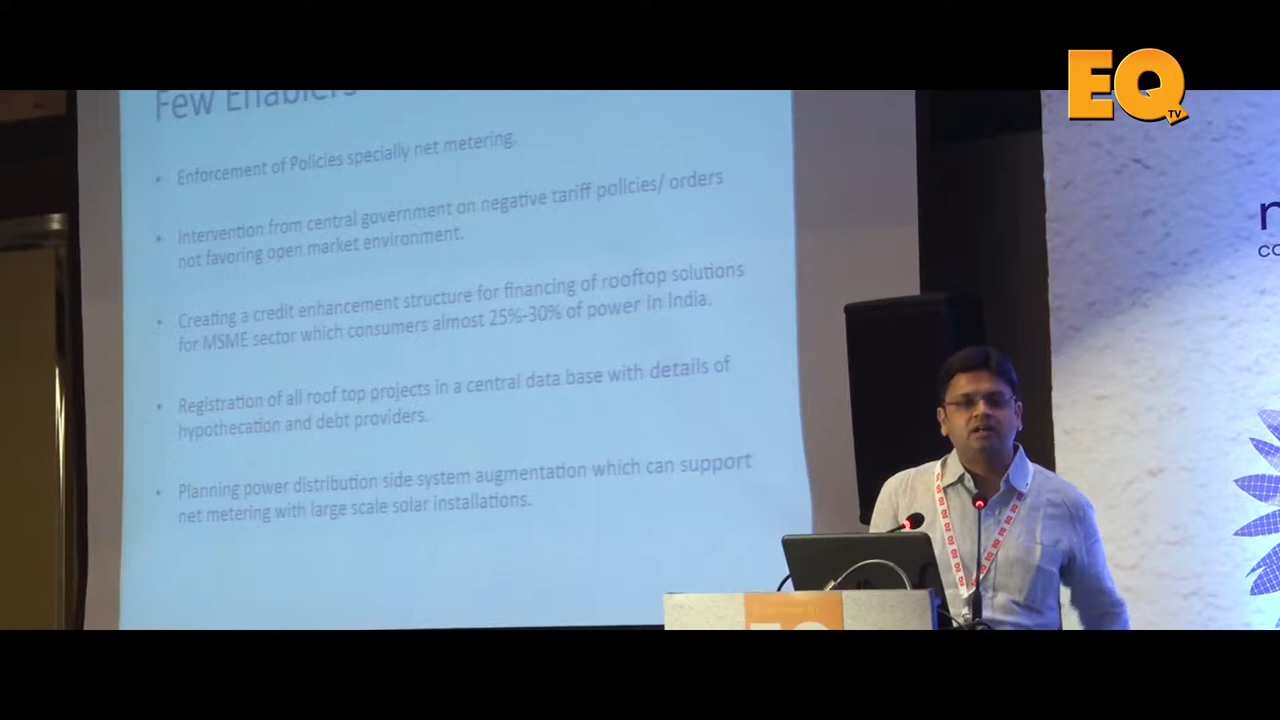 EQ
TV
Few Enablers
• Enforcement of Policies specially net metering.
• Intervention from central government on negative tariff policies/ orders
not favoring open market environment.
• Creating a credit enhancement structure for financing of rooftop solutions
for MSME sector which consumers almost 25%-30% of power in India.
• Registration of all roof top projects in a central data base with details of
hypothecation and debt providers.
• Planning power distribution side system augmentation which can support
net metering with large scale solar installations.
EQ